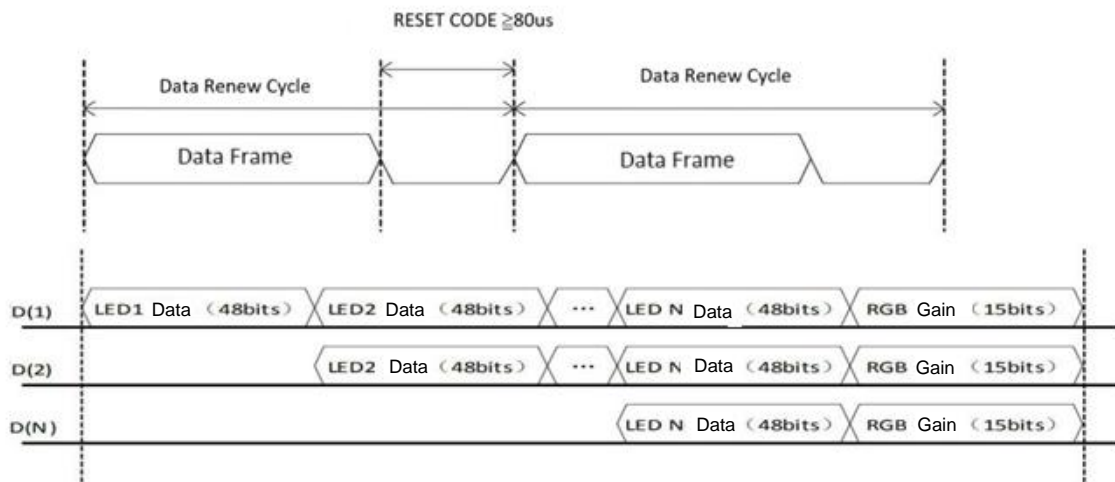 RESET CODE ≧80us
Data Renew Cycle
Data Renew Cycle
Data Frame
Data Frame
D(1) LED1 Data （48bits） LED2 Data （48bits） ··· LED N Data （48bits） RGB Gain （15bits）
D(2) LED2 Data （48bits） ··· LED N Data （48bits） RGB Gain （15bits）
D(N) LED N Data （48bits） RGB Gain （15bits）